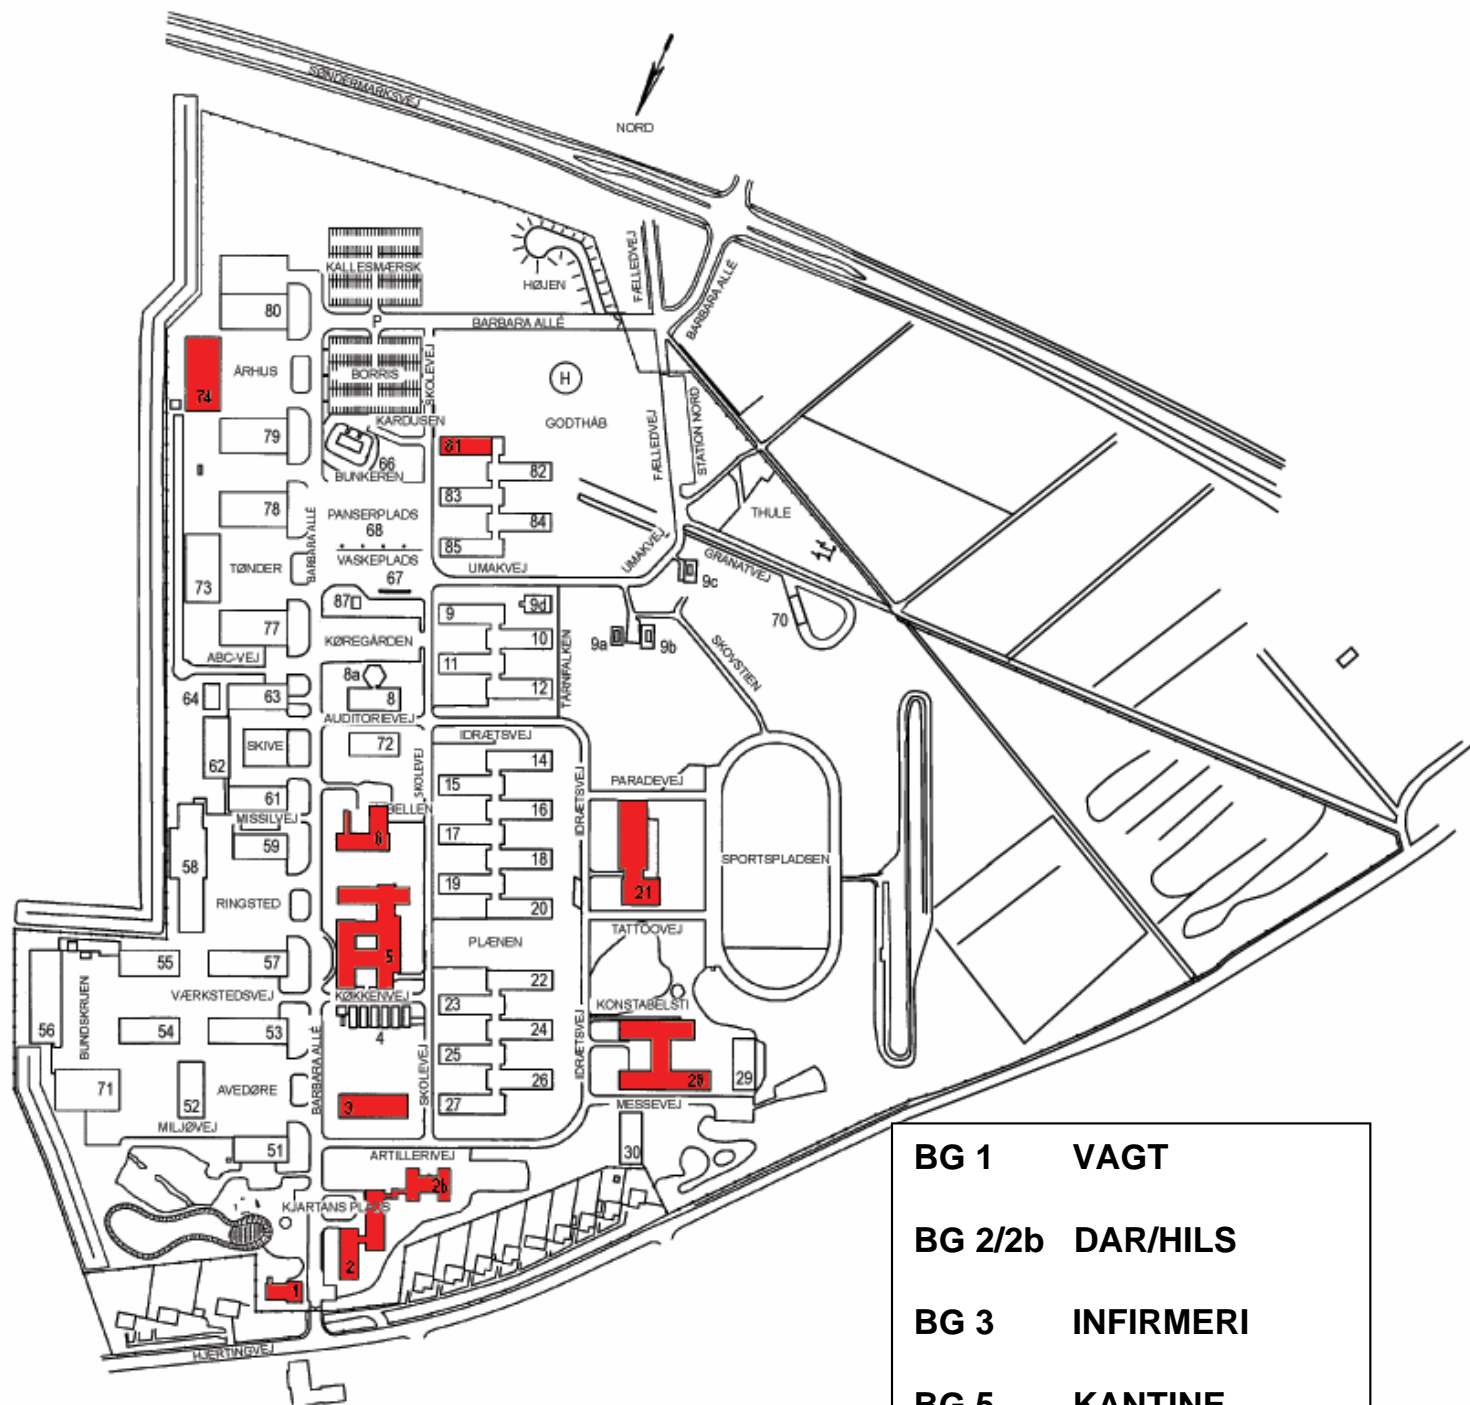 SØNDERMARKSVEJ
NORD
KALLESMÆRSK
HØJEN
FÆLLEDVEJ
BARBARA ALLÉ
80
P
BARBARA ALLÉ
ÅRHUS
BORRIS
SKOLEVEJ
H
74
KARDUSEN
GODTHÅB
STATION NORD
79
66
81
FÆLLEDVEJ
BUNKEREN
82
83
78
PANSERPLADS
68
84
THULE
BARBARA ALLÉ
85
UMAKVEJ
VASKEPLADS
TØNDER
UMAKVEJ
GRANATVEJ
67
73
9c
87
9
9d
70
77
KØREGÅRDEN
10
9a
9b
ABC-VEJ
11
TÅRNFALKEN
SKOVSTIEN
8a
12
64
63
8
AUDITORIEVEJ
IDRÆTSVEJ
SKIVE
72
14
62
SKOLEVEJ
15
PARADEVEJ
61
16
IDRÆTSVEJ
MISSILVEJ
BELLEN
59
6
17
58
18
SPORTSPLADSEN
19
21
RINGSTED
20
TATTOOVEJ
PLÆNEN
55
57
5
22
VÆRKSTEDSVEJ
KØKKENVEJ
23
KONSTABELSTI
56
BUNDSKRUEN
54
53
4
24
BARBARA ALLÉ
SKOLEVEJ
25
IDRÆTSVEJ
71
52
AVEDØRE
26
28
29
3
27
MESSEVEJ
MILJØVEJ
51
ARTILLERIVEJ
30
2b
KJARTANS PLADS
2
1
HJERTINGVEJ
BG 1 VAGT
BG 2/2b DAR/HILS
BG 3 INFIRMERI
BG 5 KANTINE